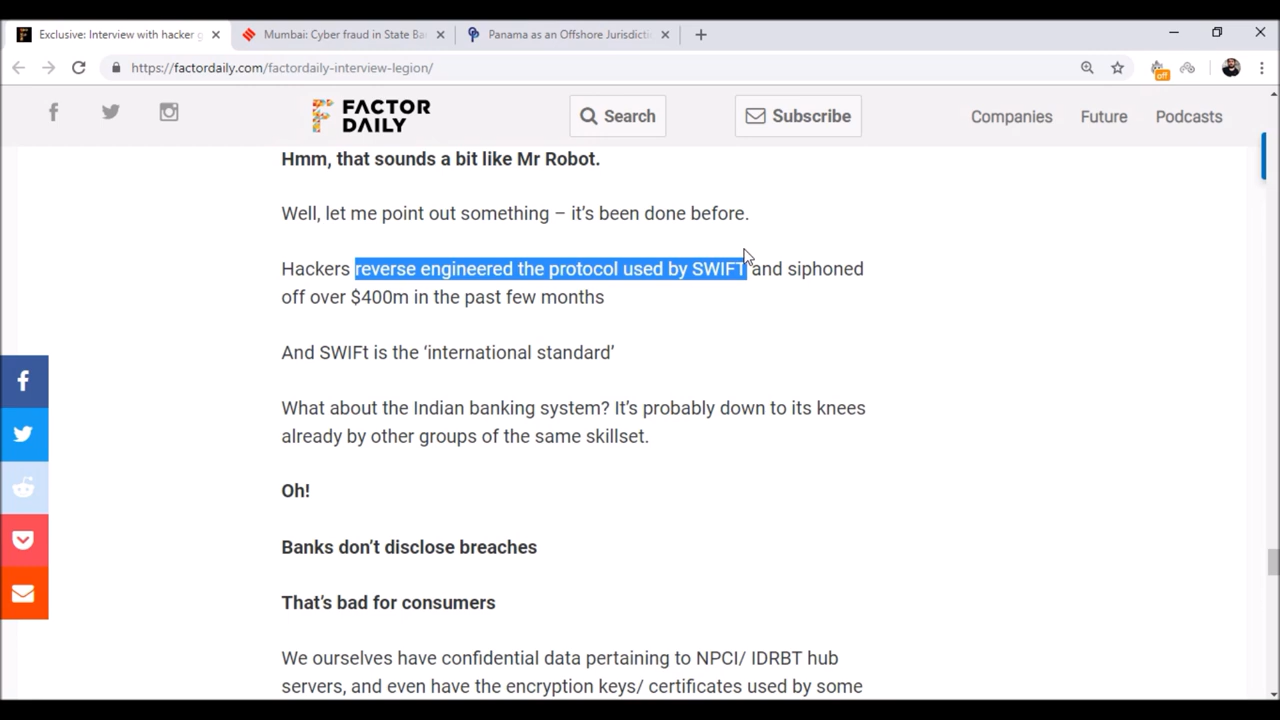 Exclusive: Interview with hacker g
Mumbai: Cyber fraud in State Ba
Panama as an Offshore Jurisdicti
https://factordaily.com/factordaily-interview-legion/
off
FACTOR
DAILY
Search
Subscribe
Companies
Future
Podcasts
Hmm, that sounds a bit like Mr Robot.
Well, let me point out something – it’s been done before.
Hackers reverse engineered the protocol used by SWIFT and siphoned
off over $400m in the past few months
And SWIFt is the ‘international standard’
What about the Indian banking system? It’s probably down to its knees
already by other groups of the same skillset.
Oh!
Banks don’t disclose breaches
That’s bad for consumers
We ourselves have confidential data pertaining to NPCI/ IDRBT hub
servers, and even have the encryption keys/ certificates used by some